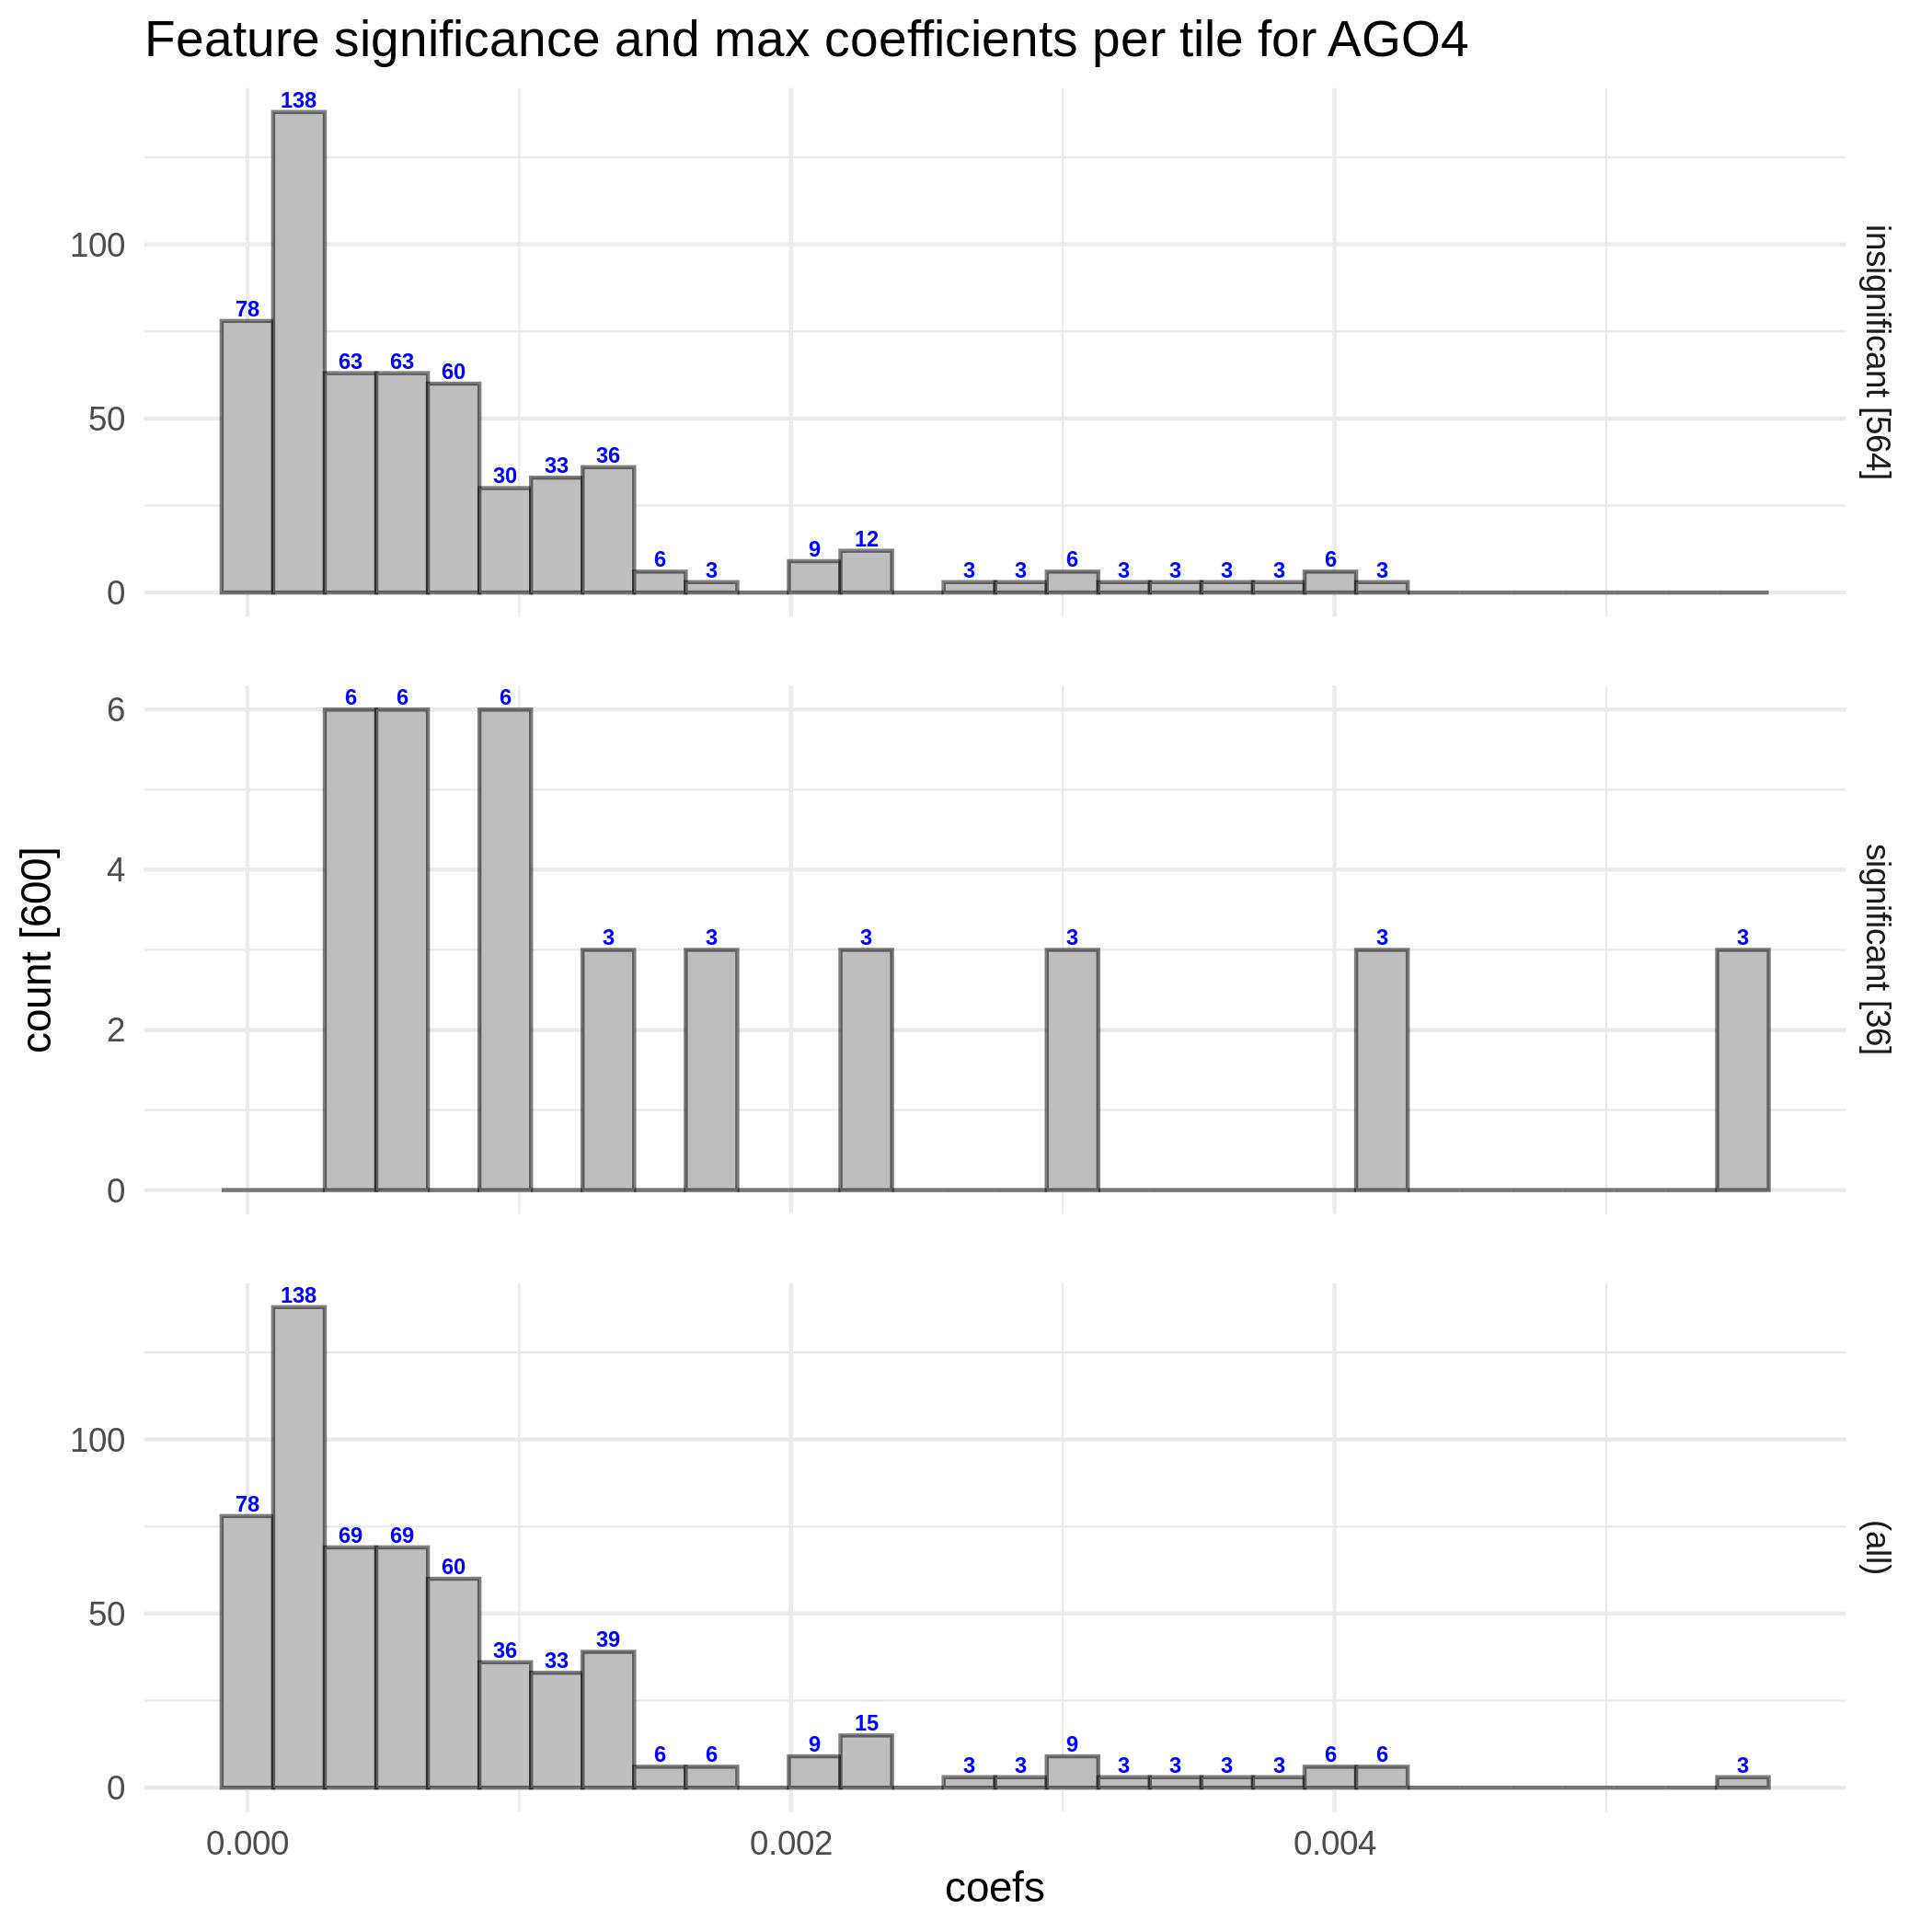 Feature significance and max coefficients per tile for AGO4
138
78
63 63 60
30 33 36
6 3 9 12 3 3 6 3 3 3 3 6 3
100
50
0
insignificant [564]
6 6 6
3 3 3 3 3 3
6
4
2
0
significant [36]
count [600]
138
78
69 69 60
36 33 39
6 6 9 15 3 3 9 3 3 3 3 6 6 3
100
50
0
(all)
0.000 0.002 0.004
coefs